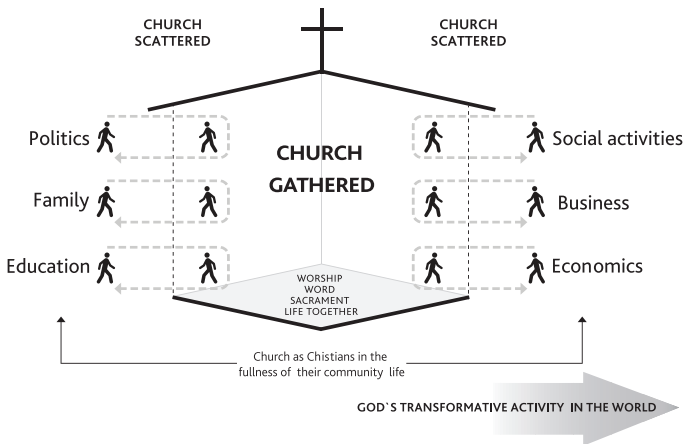 CHURCH
SCATTERED
CHURCH
SCATTERED
Politics
Social activities
CHURCH
GATHERED
Family
Business
Education
Economics
WORSHIP
WORD
SACRAMENT
LIFE TOGETHER
Church as Chistians in the
fullness of their community life
GOD`S TRANSFORMATIVE ACTIVITY IN THE WORLD